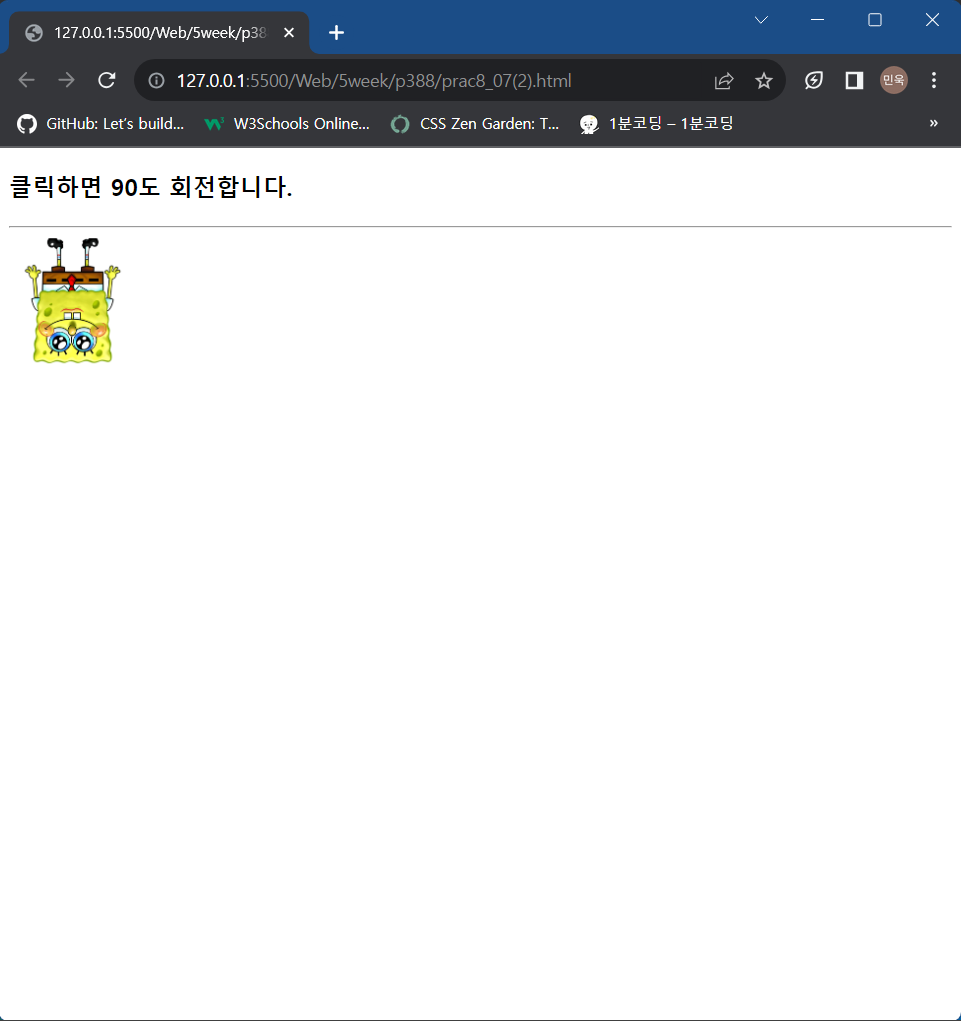 127.0.0.1:5500/Web/5week/p38
127.0.0.1:5500/Web/5week/p388/prac8_07(2).html
민욱
GitHub: Let's build... W3Schools Online... CSS Zen Garden: T... 1분코딩 – 1분코딩 »
클릭하면 90도 회전합니다.